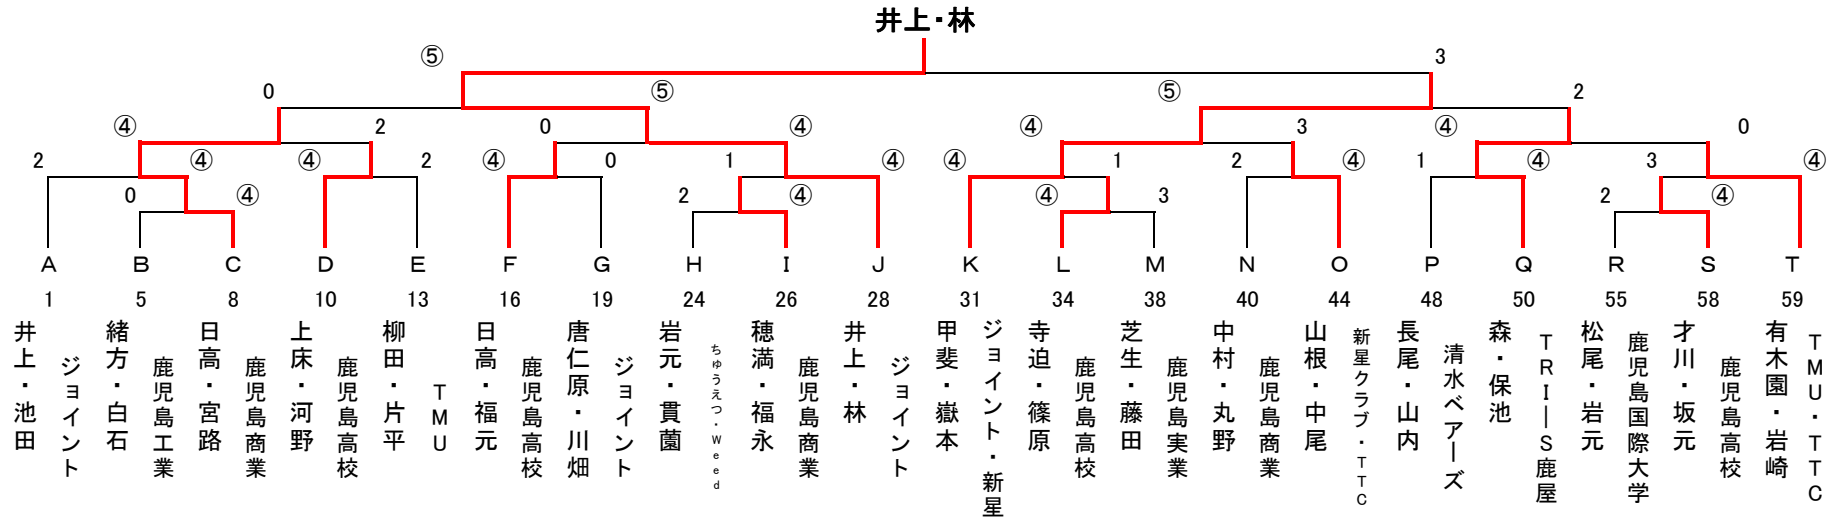 井上・林
⑤ 3
0 ⑤ ⑤ 2
④ 2 0 ④ ④ 3 ④ 0
2 ④ ④ 2 ④ 0 1 ④ ④ 1 2 ④ 1 ④ 3 ④
0 ④ 2 ④ ④ 3 2 ④
A B C D E F G H I J K L M N O P Q R S T
1 5 8 10 13 16 19 24 26 28 31 34 38 40 44 48 50 55 58 59
井上・池田
ジョイント
緒方・白石
鹿児島工業
日高・宮路
鹿児島商業
上床・河野
鹿児島高校
柳田・片平
TMU
日高・福元
鹿児島高校
唐仁原・川畑
ジョイント
岩元・貫薗
ちゅうえつ・Weed
穂満・福永
鹿児島商業
井上・林
ジョイント
甲斐・嶽本
ジョイント・新星
寺迫・篠原
鹿児島高校
芝生・藤田
鹿児島実業
中村・丸野
鹿児島商業
山根・中尾
新星クラブ・TTC
長尾・山内
清水ベアーズ
森・保池
TRI―S鹿屋
松尾・岩元
鹿児島国際大学
才川・坂元
鹿児島高校
有木園・岩崎
TMU・TTC